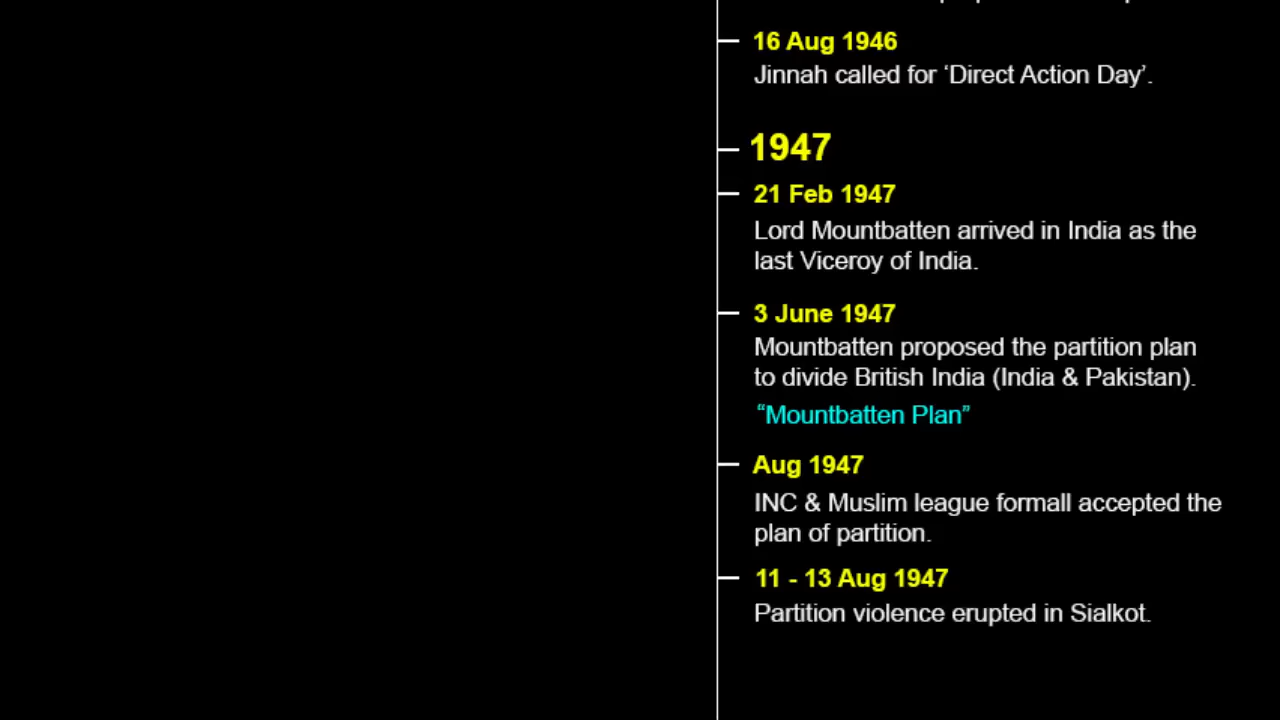 16 Aug 1946
Jinnah called for ‘Direct Action Day’.
1947
21 Feb 1947
Lord Mountbatten arrived in India as the
last Viceroy of India.
3 June 1947
Mountbatten proposed the partition plan
to divide British India (India & Pakistan).
“Mountbatten Plan”
Aug 1947
INC & Muslim league formall accepted the
plan of partition.
11 - 13 Aug 1947
Partition violence erupted in Sialkot.